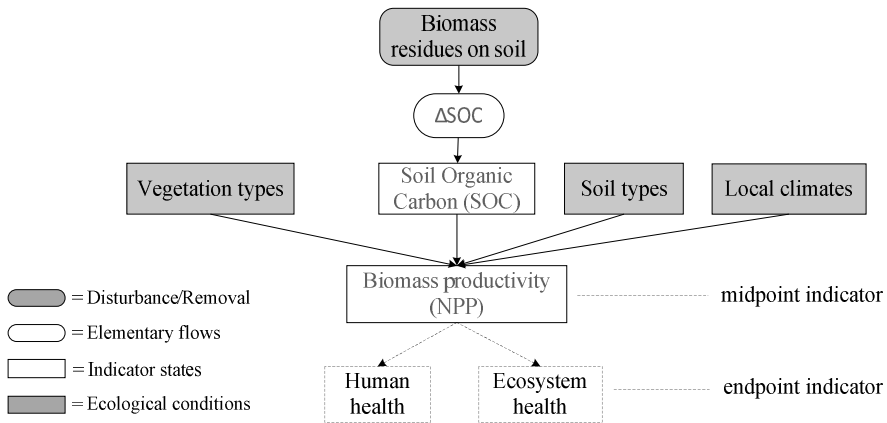 Biomass
residues on soil
ΔSOC
Vegetation types
Soil Organic
Carbon (SOC)
Soil types
Local climates
Biomass productivity
(NPP)
midpoint indicator
= Disturbance/Removal
= Elementary flows
= Indicator states
= Ecological conditions
Human
health
Ecosystem
health
endpoint indicator